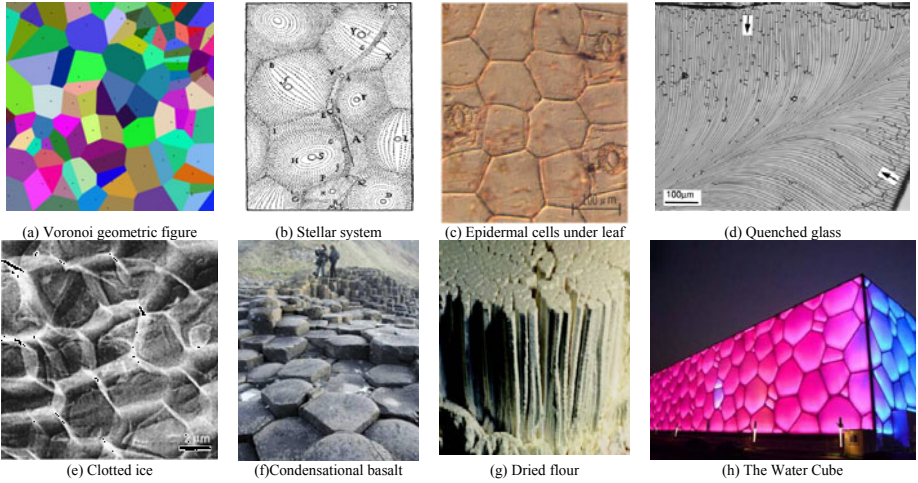 (a) Voronoi geometric figure
(b) Stellar system
100 μm
(c) Epidermal cells under leaf
100μm
(d) Quenched glass
2 μm
(e) Clotted ice
(f)Condensational basalt
(g) Dried flour
(h) The Water Cube